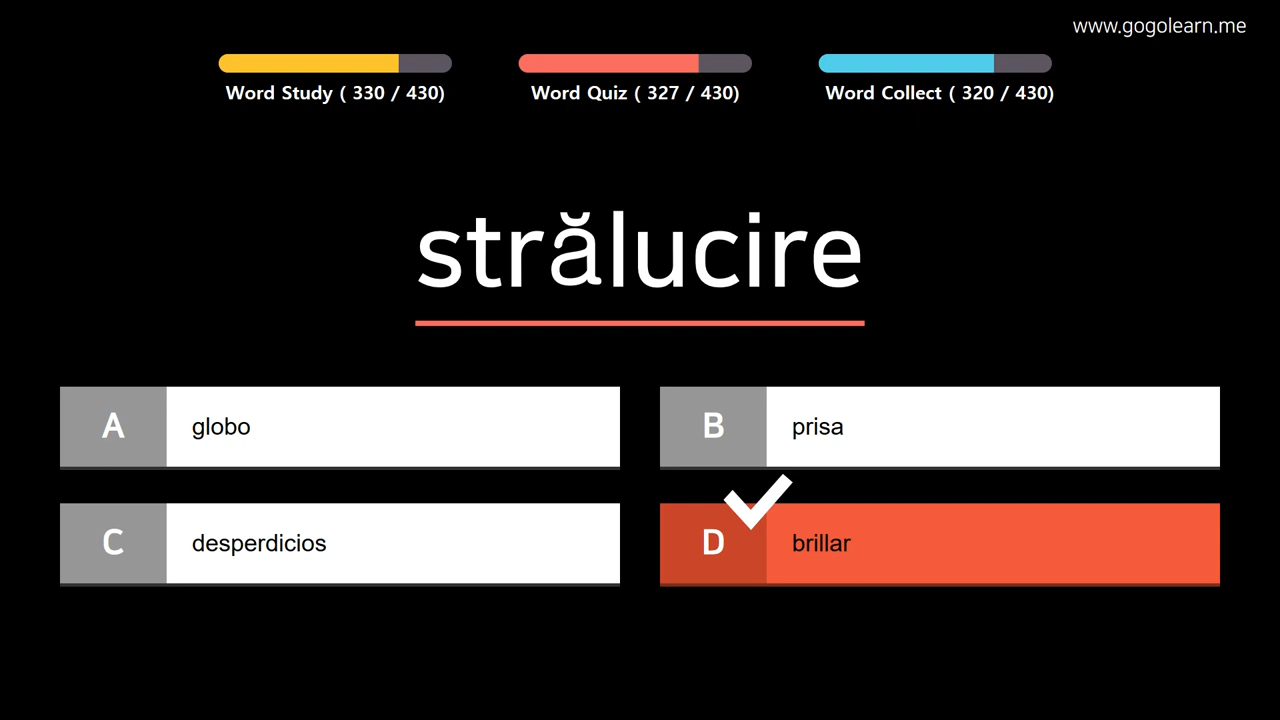 www.gogolearn.me
Word Study ( 330 / 430)
Word Quiz ( 327 / 430)
Word Collect ( 320 / 430)
strălucire
A globo
B prisa
C desperdicios
D brillar